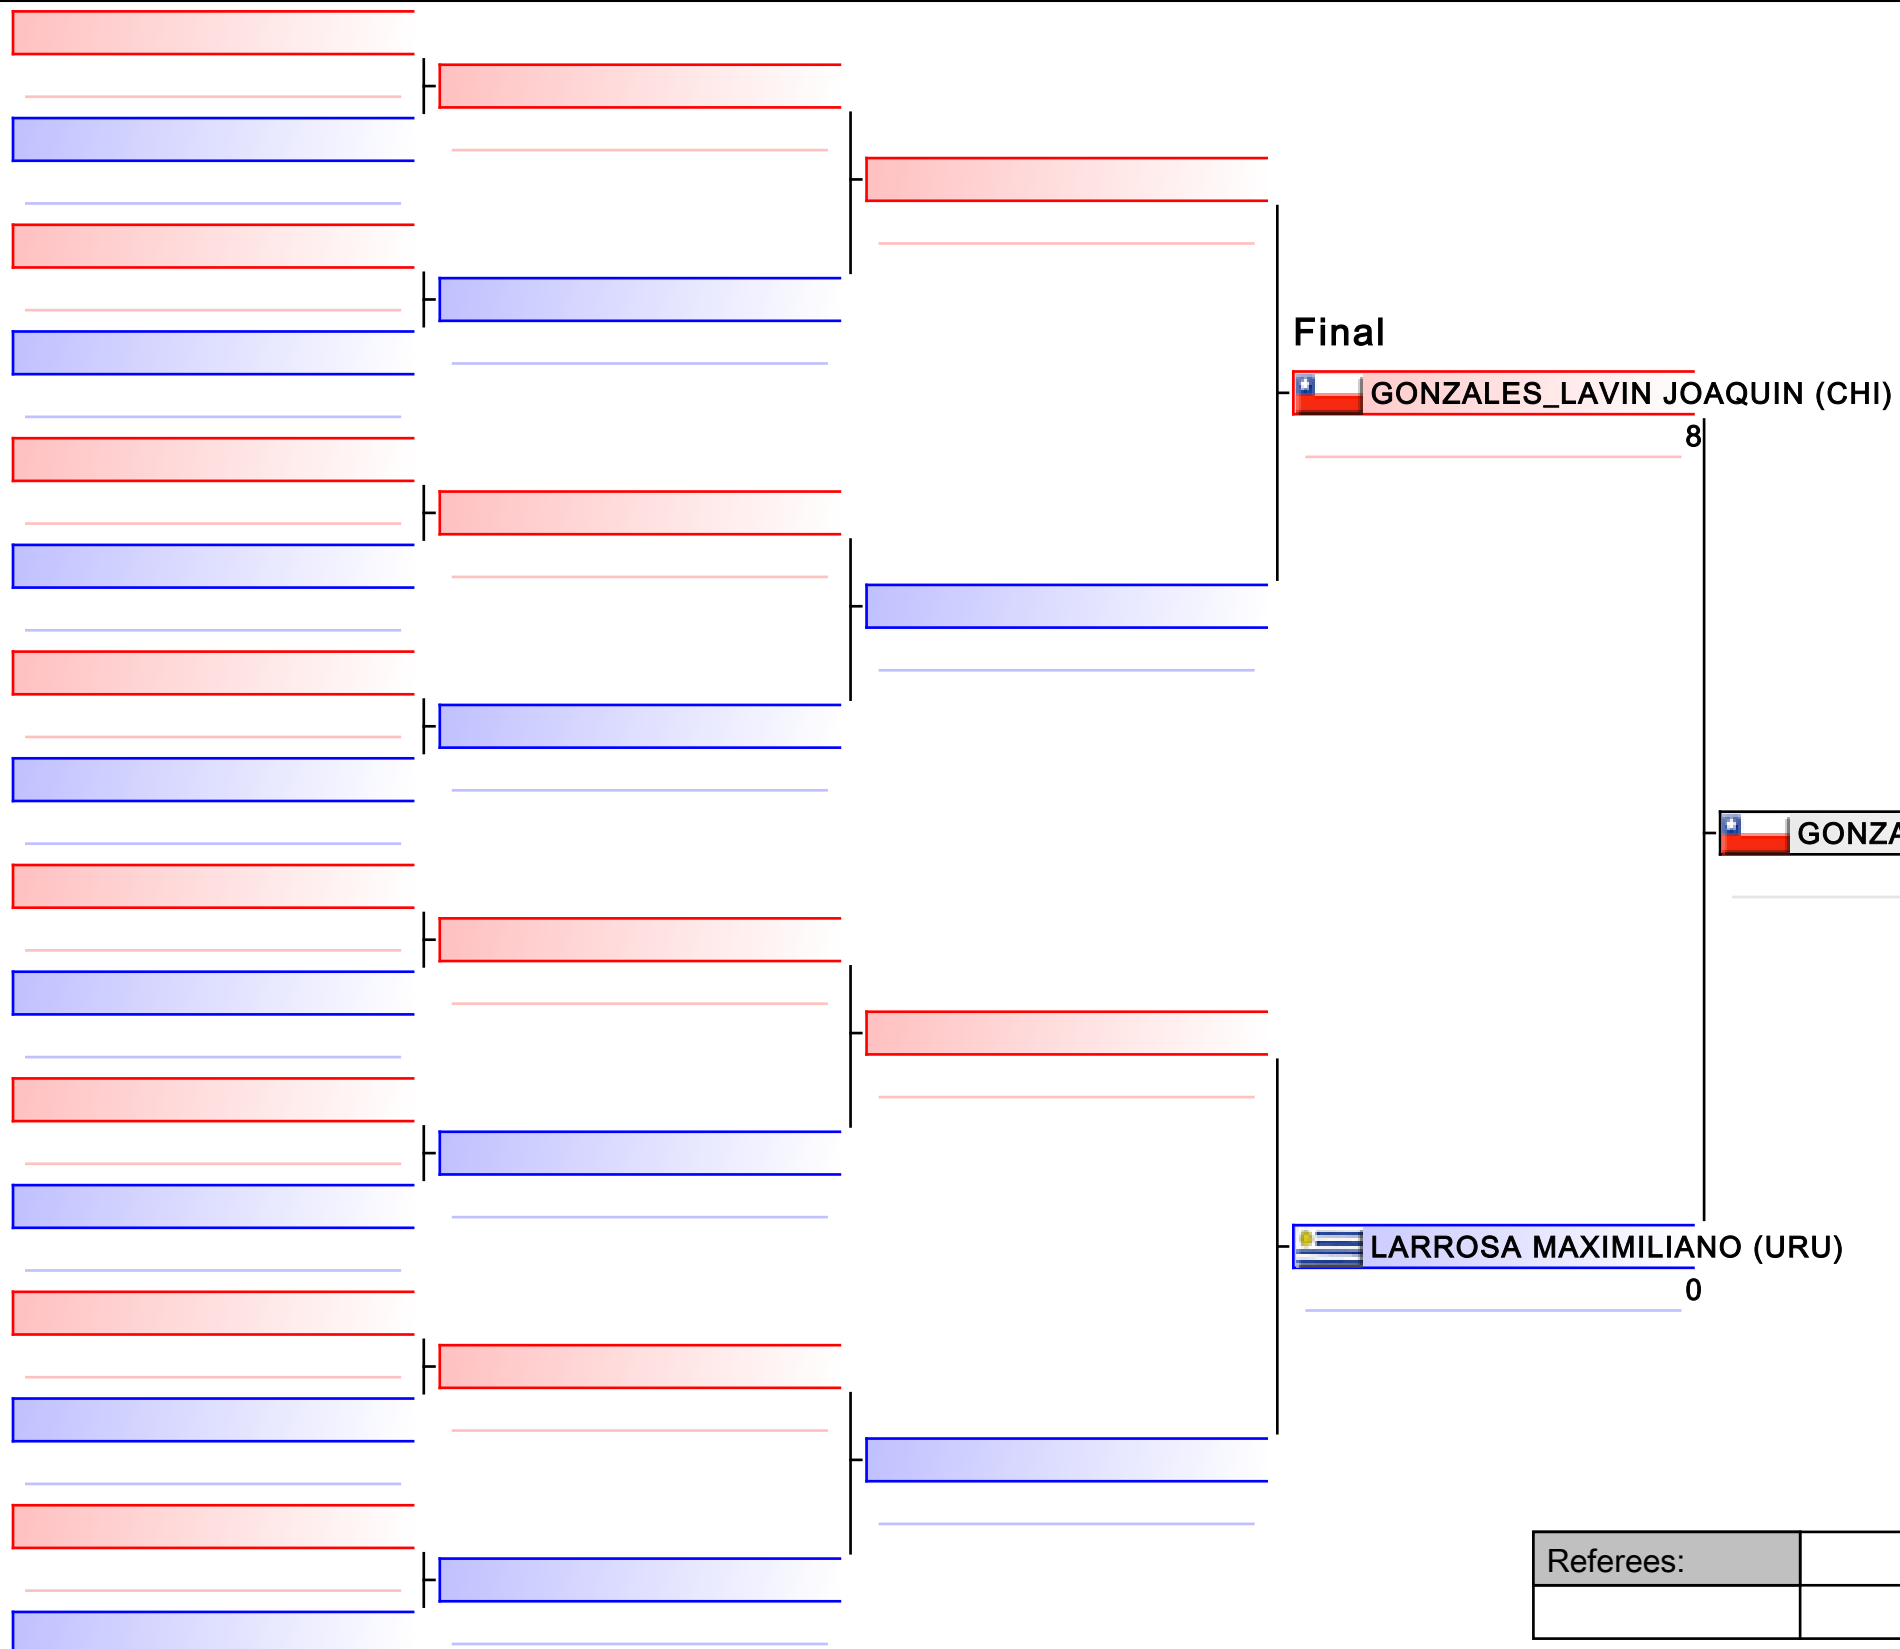 Final
GONZALES_LAVIN JOAQUIN (CHI)
8
GONZA
LARROSA MAXIMILIANO (URU)
0
Referees: